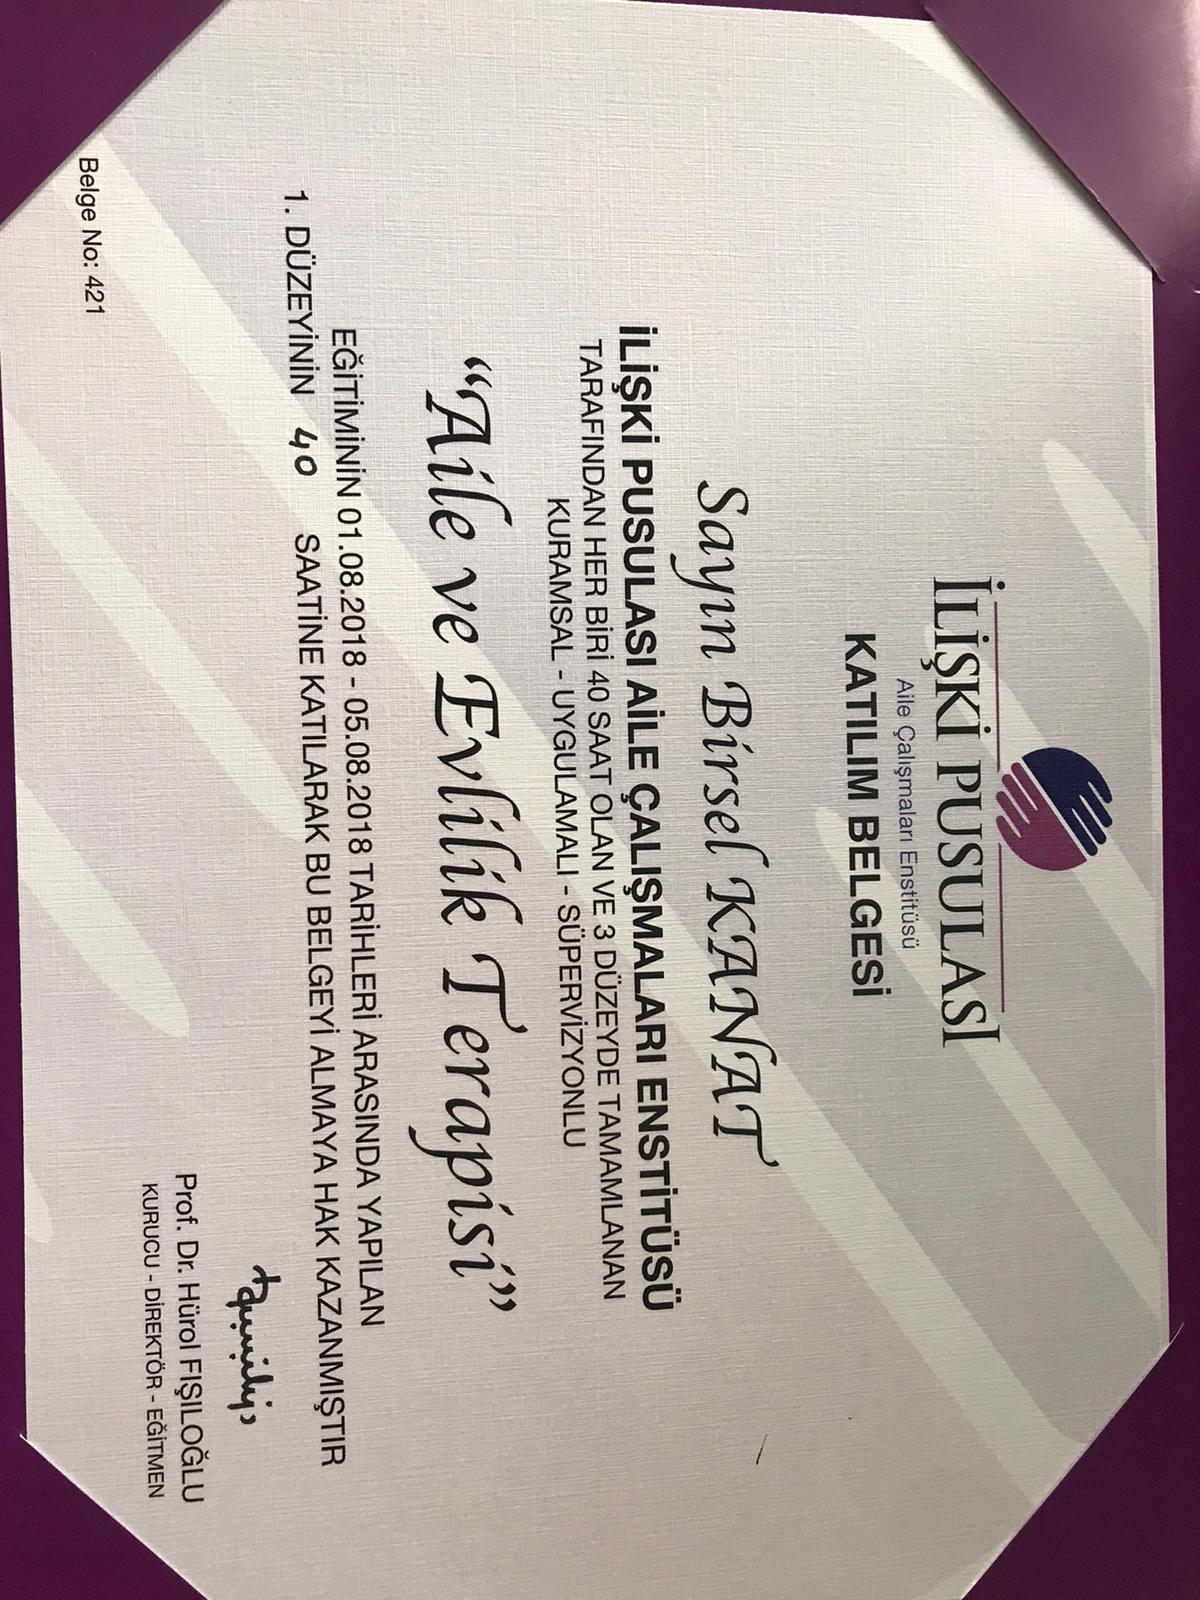 İLİŞKİ PUSULASI
Aile Çalışmaları Enstitüsü
KATILIM BELGESİ
Sayın Birsel KANAT
İLİŞKİ PUSULASI AİLE ÇALIŞMALARI ENSTİTÜSÜ
TARAFINDAN HER BİRİ 40 SAAT OLAN VE 3 DÜZEYDE TAMAMLANAN
KURAMSAL - UYGULAMALI - SÜPERVİZYONLU
“Aile ve Evlilik Terapisi”
EĞİTİMİNİN 01.08.2018 - 05.08.2018 TARİHLERİ ARASINDA YAPILAN
1. DÜZEYİNİN 40 SAATİNE KATILARAK BU BELGEYİ ALMAYA HAK KAZANMIŞTIR
Prof. Dr. Hürol FIŞILOĞLU
KURUCU - DİREKTÖR - EĞİTMEN
Belge No: 421